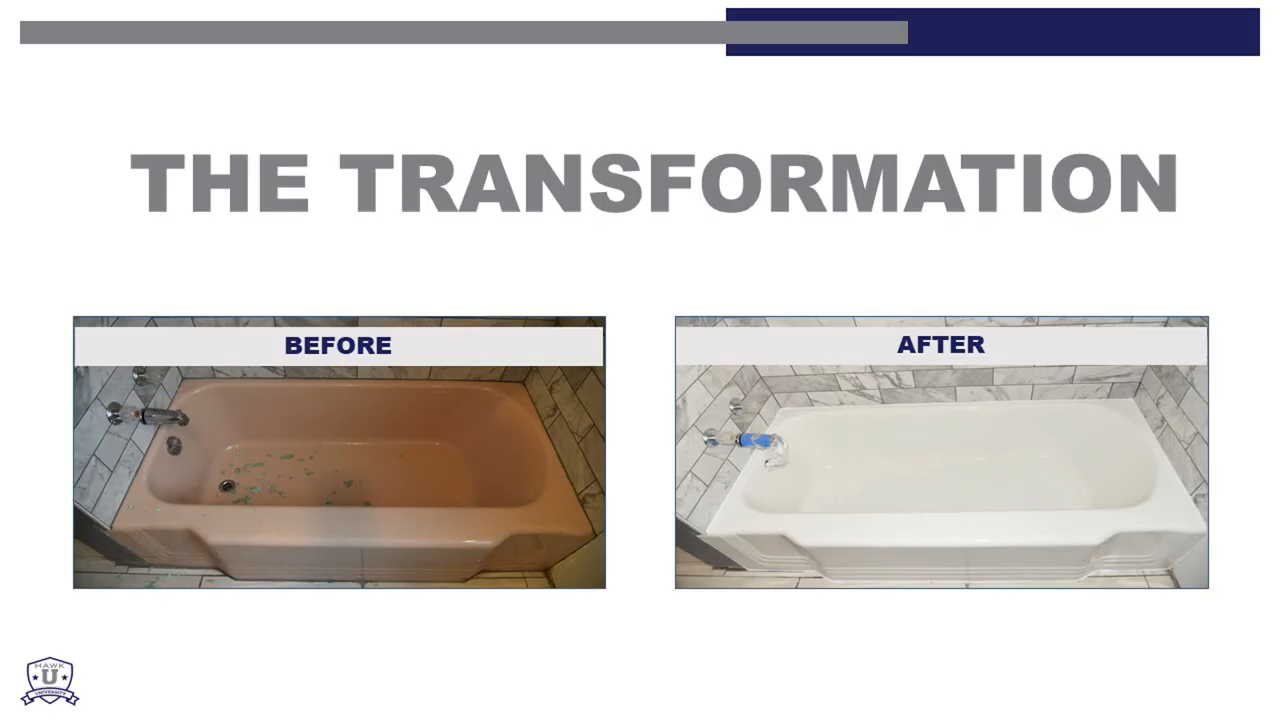 THE TRANSFORMATION
BEFORE
AFTER
HAWK
U
UNIVERSITY